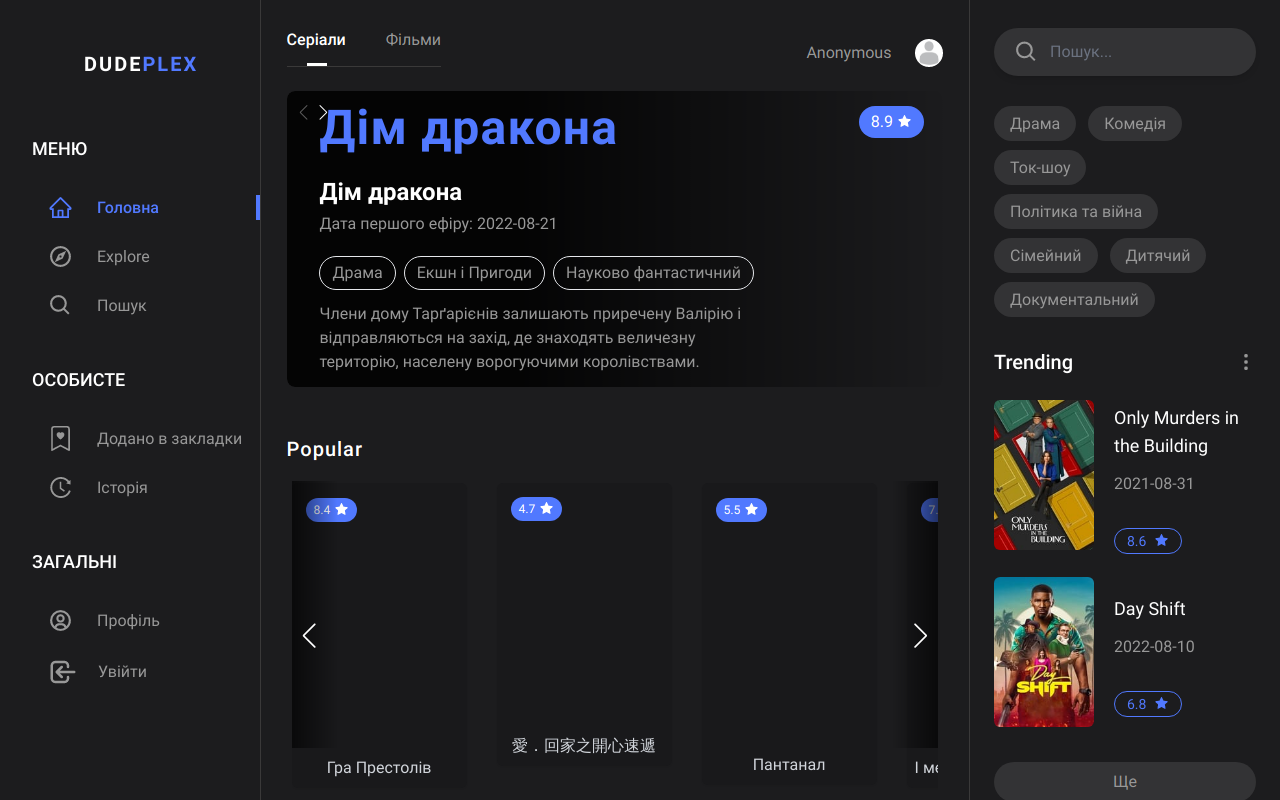 DUDEPLEX
МЕНЮ
Головна
Explore
Пошук
ОСОБИСТЕ
Додано в закладки
Історія
ЗАГАЛЬНІ
Профіль
Увійти
Серіали
Фільми
Anonymous
Дім дракона
8.9
Дім дракона
Дата першого ефіру: 2022-08-21
Драма
Екшн і Пригоди
Науково фантастичний
Члени дому Тарґарієнів залишають приречену Валірію і
відправляються на захід, де знаходять величезну
територію, населену ворогуючими королівствами.
Popular
8.4
Гра Престолів
4.7
愛．回家之開心速遞
5.5
Пантанал
7.
І ме
Пошук...
Драма
Комедія
Ток-шоу
Політика та війна
Сімейний
Дитячий
Документальний
Trending
ONLY
MURDERS
IN THE
BUILDING
Only Murders in
the Building
2021-08-31
8.6
Day
SHIFT
Day Shift
2022-08-10
6.8
Ще